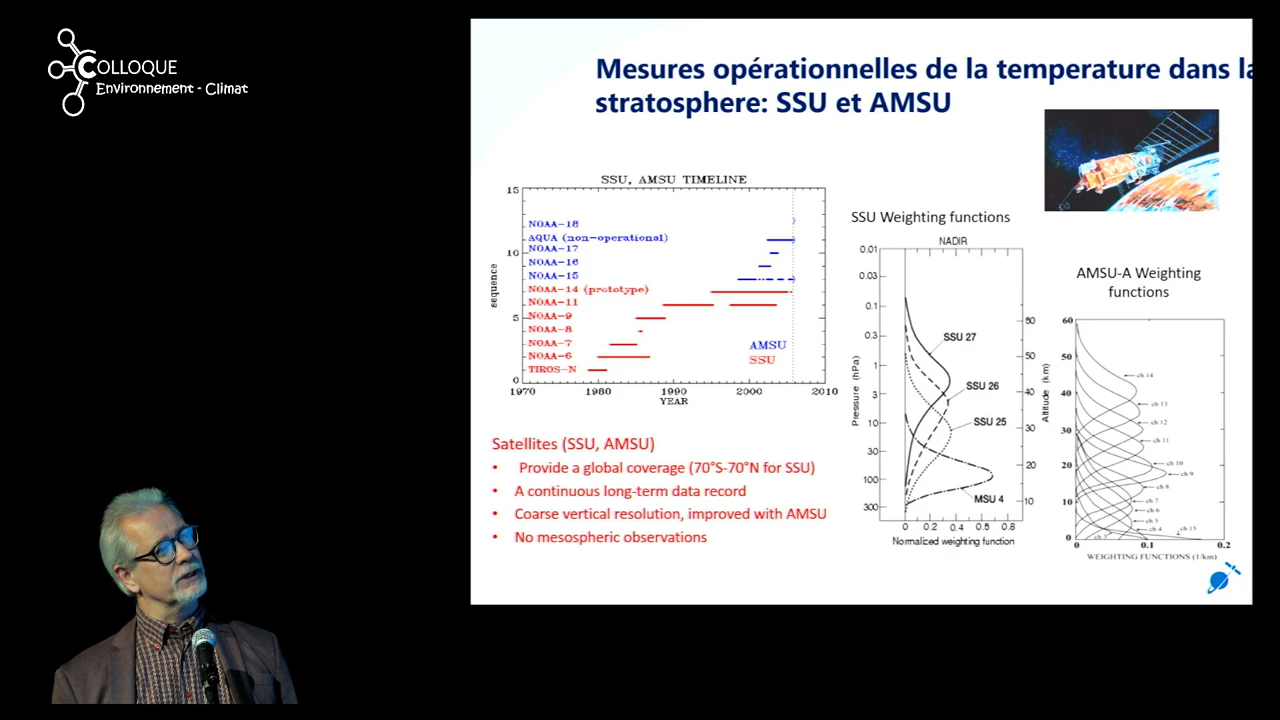 COLLOQUE
Environnement - Climat
Mesures opérationnelles de la temperature dans la
stratosphere: SSU et AMSU
SSU, AMSU TIMELINE
15
10
5
0
sequence
NOAA-18
AQUA (non-operational)
NOAA-17
NOAA-16
NOAA-15
NOAA-14 (prototype)
NOAA-11
NOAA-9
NOAA-8
NOAA-7
NOAA-6
TIROS-N
AMSU
SSU
1970 1980 1990 2000 2010
YEAR
Satellites (SSU, AMSU)
• Provide a global coverage (70°S-70°N for SSU)
• A continuous long-term data record
• Coarse vertical resolution, improved with AMSU
• No mesospheric observations
SSU Weighting functions
NADIR
0.01
0.03
0.1
0.3
1
3
10
30
100
300
Pressure (hPa)
SSU 27
SSU 26
SSU 25
MSU 4
60
50
40
30
20
10
Altitude (km)
0 0.2 0.4 0.6 0.8
Normalized weighting function
AMSU-A Weighting
functions
60
50
40
30
20
10
0
ch 14
ch 13
ch 12
ch 11
ch 10
ch 9
ch 8
ch 7
ch 6
ch 5
ch 4
ch 15
0 0.1 0.2
WEIGHTING FUNCTIONS (1/km)